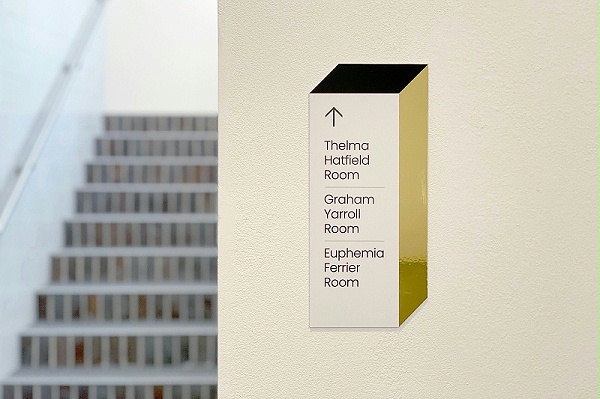 ↑
Thelma
Hatfield
Room
Graham
Yarroll
Room
Euphemia
Ferrier
Room